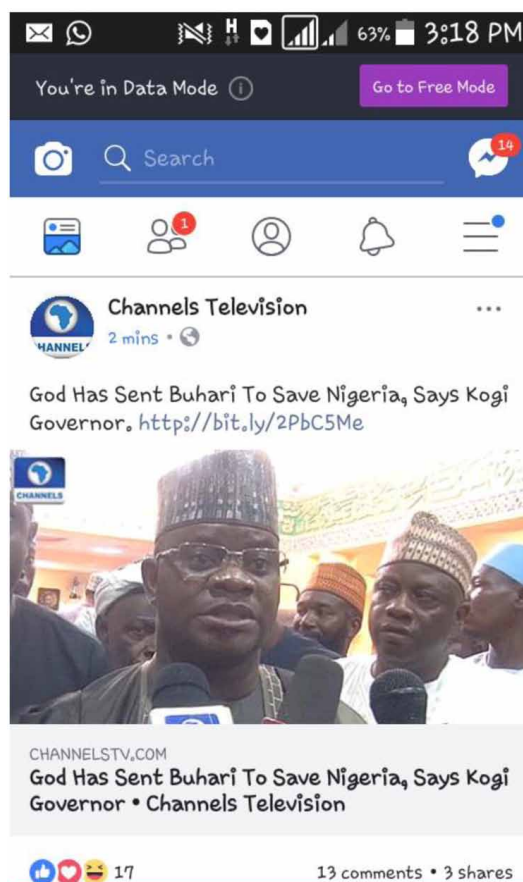 H 63% 3:18 PM
You're in Data Mode Go to Free Mode
Search 14
1
Channels Television
2 mins
HANNEL
God Has Sent Buhari To Save Nigeria, Says Kogi
Governor. http://bit.ly/2PbC5Me
CHANNELS
CHANNELSTV.COM
God Has Sent Buhari To Save Nigeria, Says Kogi
Governor • Channels Television
17 13 comments • 3 shares